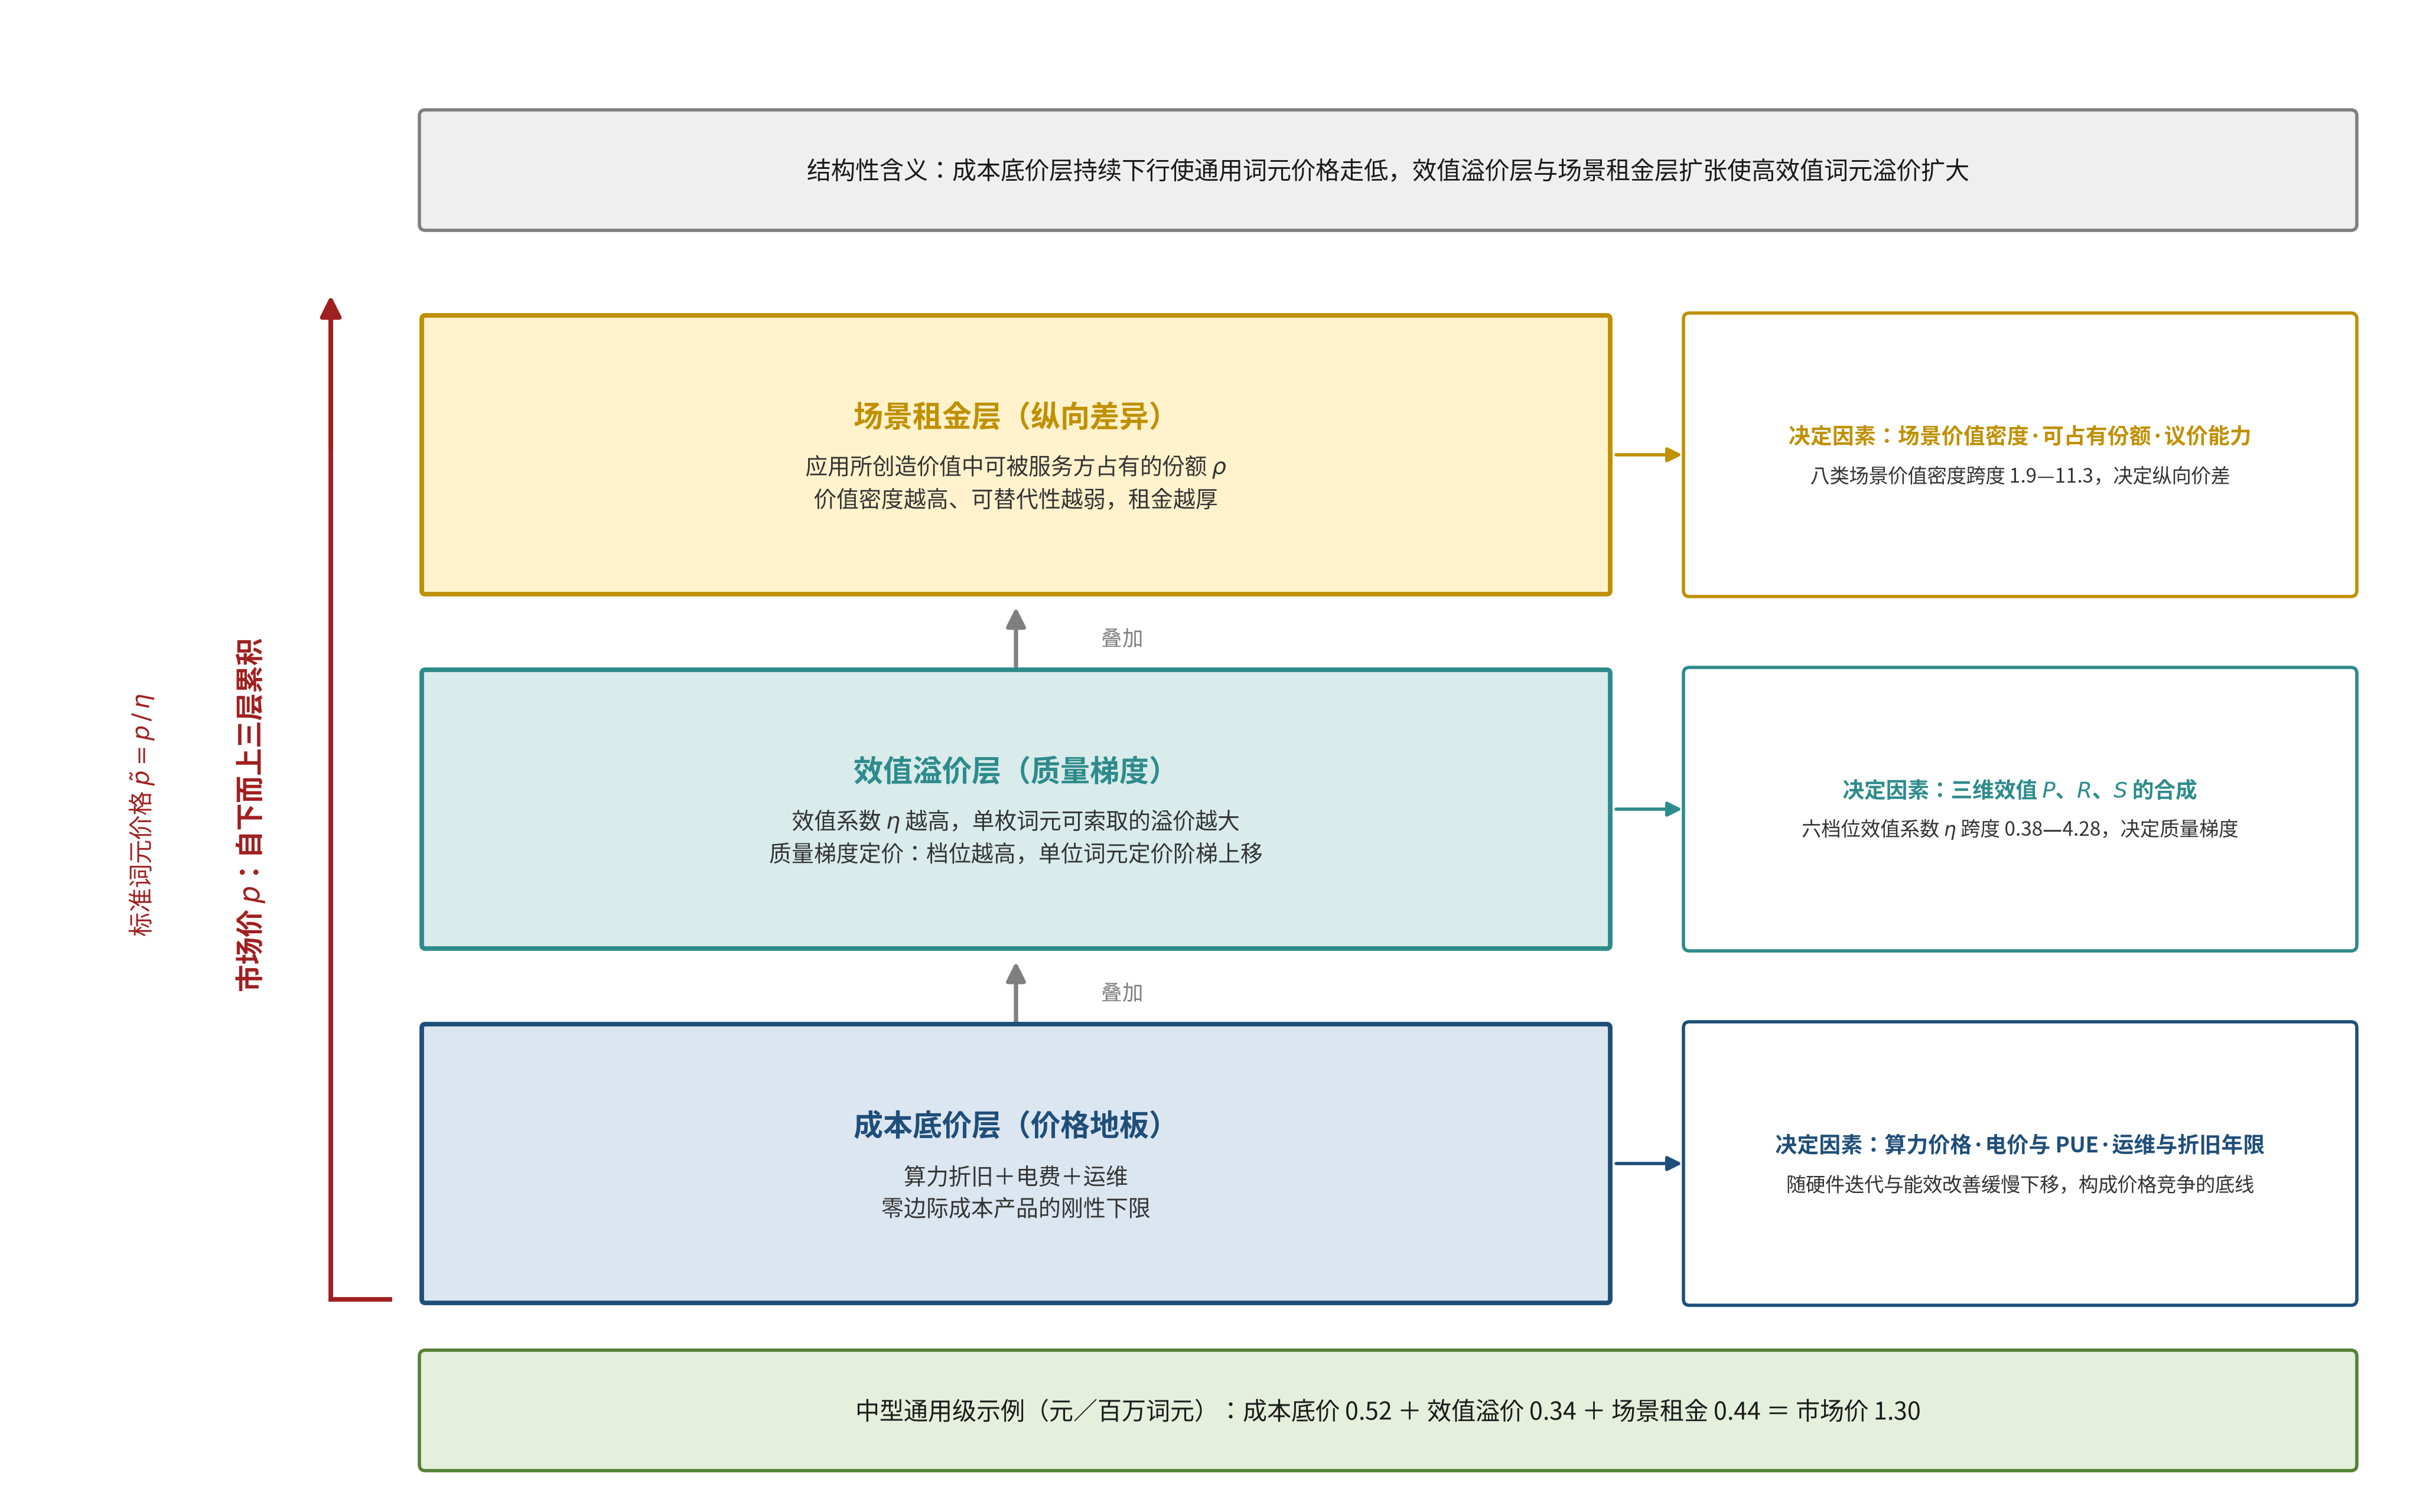 结构性含义：成本底价层持续下行使通用词元价格走低，效值溢价层与场景租金层扩张使高效值词元溢价扩大
标准词元价格 p̃ = p / η
市场价 p：自下而上三层累积
场景租金层（纵向差异）
应用所创造价值中可被服务方占有的份额 ρ
价值密度越高、可替代性越弱，租金越厚
决定因素：场景价值密度·可占有份额·议价能力
八类场景价值密度跨度 1.9—11.3，决定纵向价差
叠加
效值溢价层（质量梯度）
效值系数 η 越高，单枚词元可索取的溢价越大
质量梯度定价：档位越高，单位词元定价阶梯上移
决定因素：三维效值 P、R、S 的合成
六档位效值系数 η 跨度 0.38—4.28，决定质量梯度
叠加
成本底价层（价格地板）
算力折旧＋电费＋运维
零边际成本产品的刚性下限
决定因素：算力价格·电价与 PUE·运维与折旧年限
随硬件迭代与能效改善缓慢下移，构成价格竞争的底线
中型通用级示例（元／百万词元）：成本底价 0.52 ＋ 效值溢价 0.34 ＋ 场景租金 0.44 ＝ 市场价 1.30